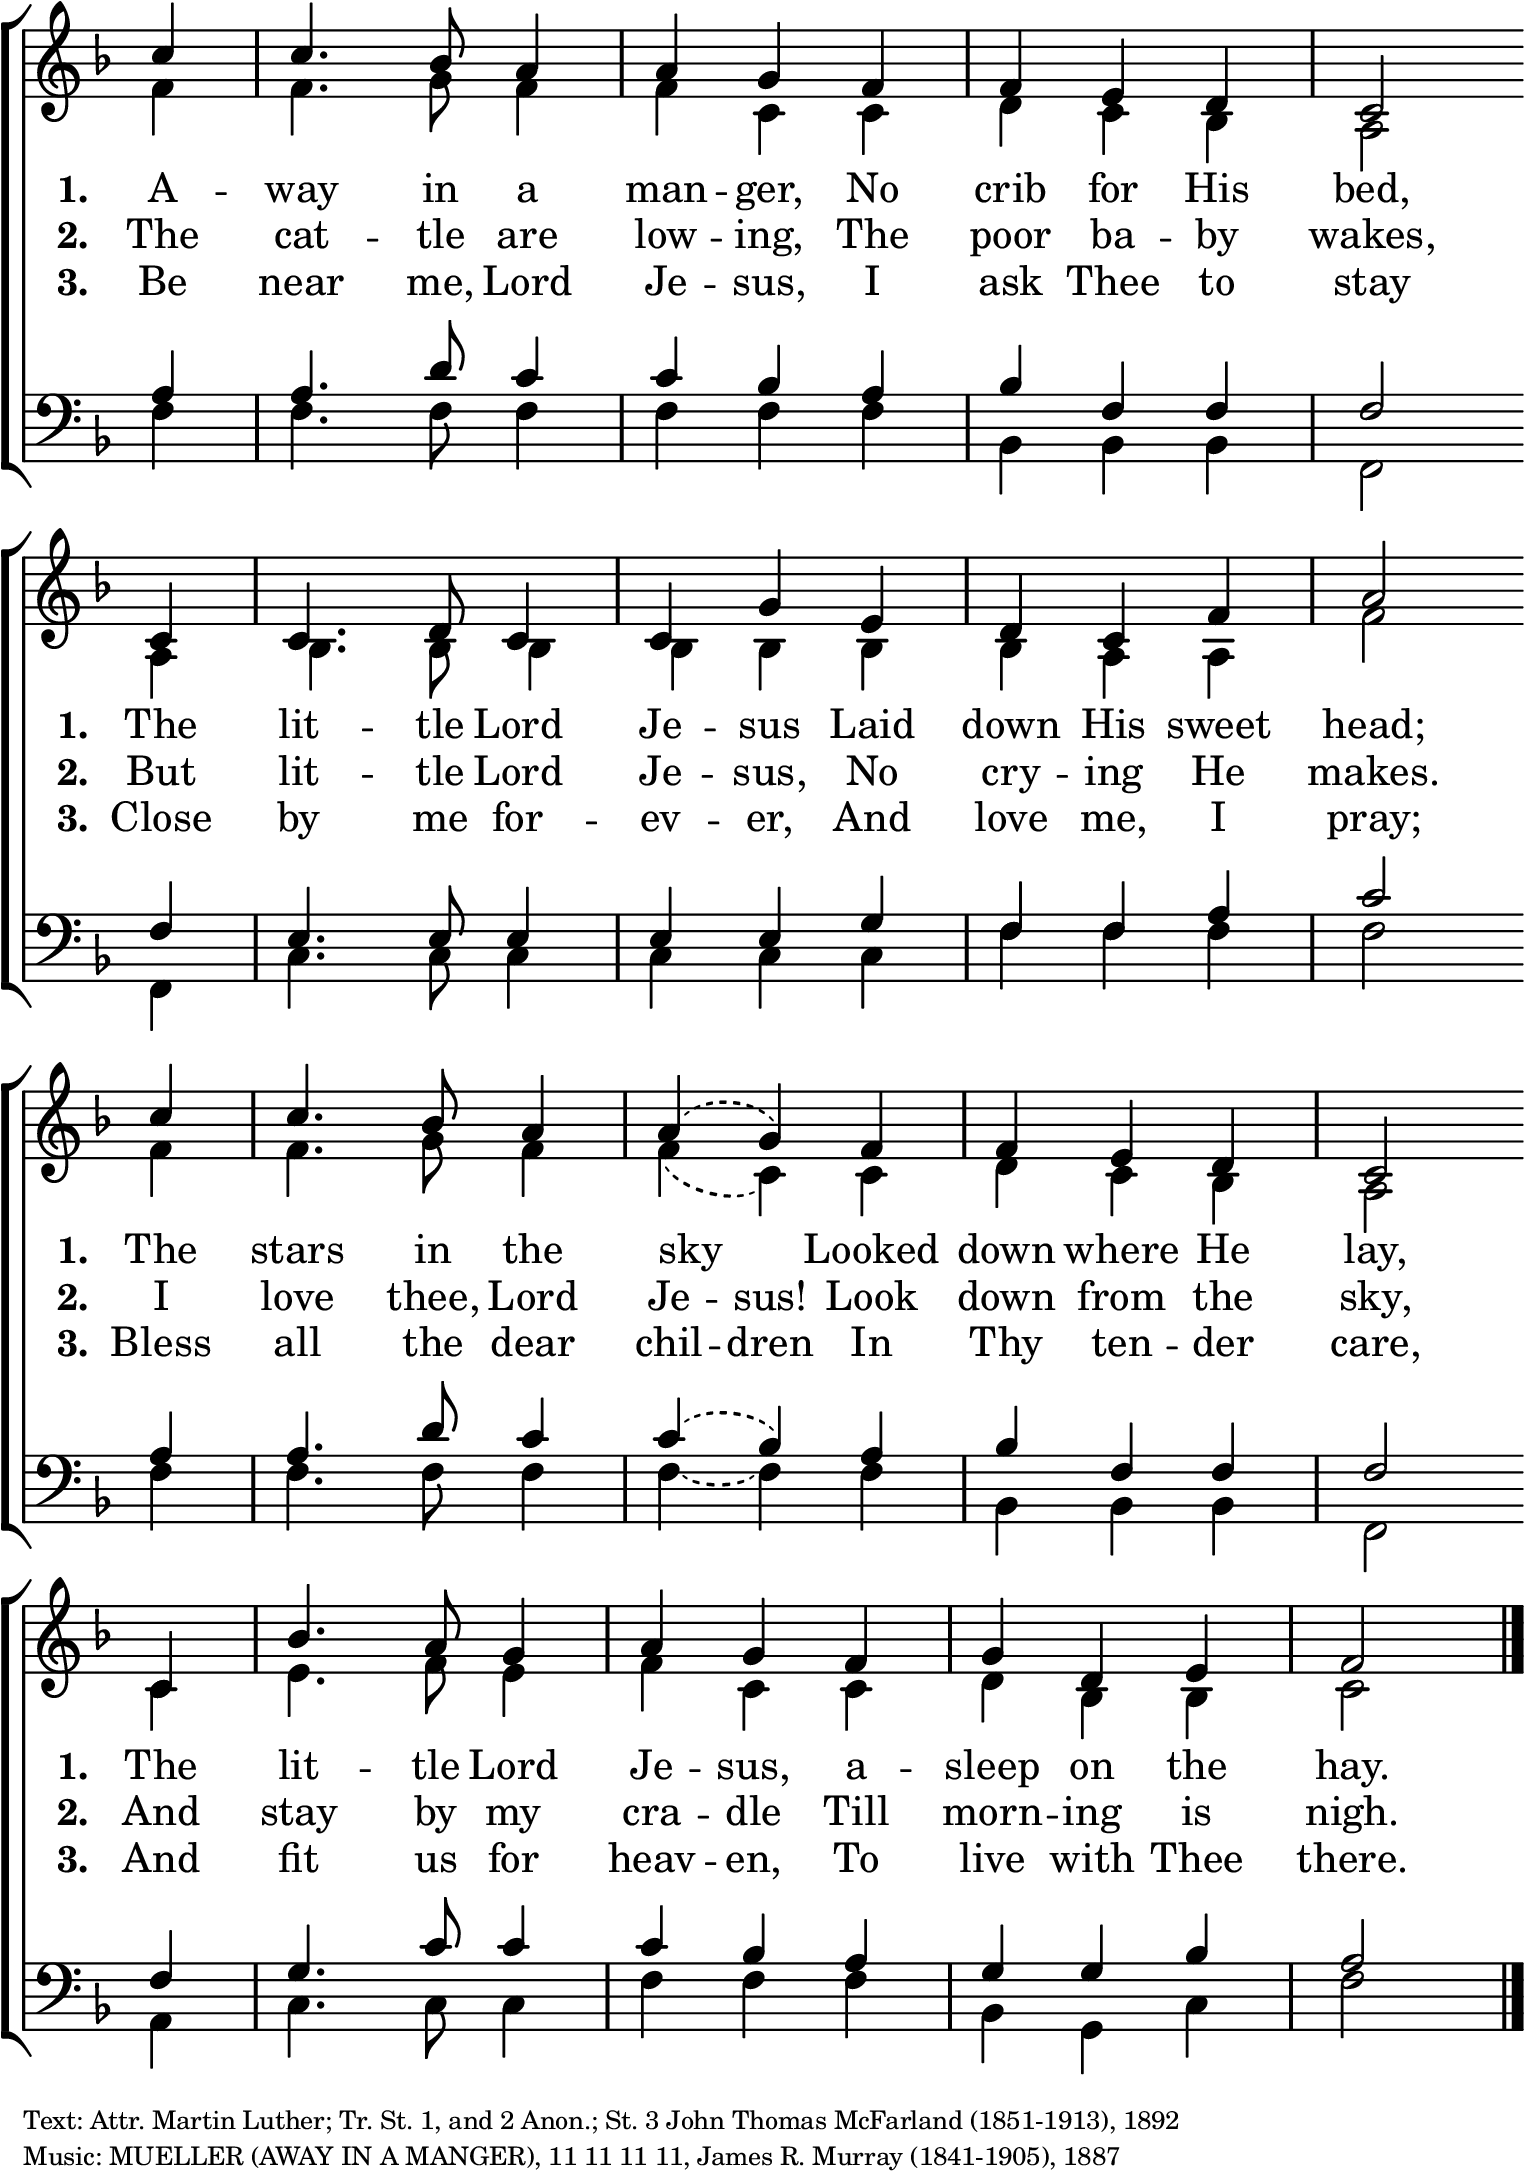 1. A -- way in a man -- ger, No crib for His bed,
2. The cat -- tle are low -- ing, The poor ba -- by wakes,
3. Be near me, Lord Je -- sus, I ask Thee to stay
1. The lit -- tle Lord Je -- sus Laid down His sweet head;
2. But lit -- tle Lord Je -- sus, No cry -- ing He makes.
3. Close by me for -- ev -- er, And love me, I pray;
1. The stars in the sky Looked down where He lay,
2. I love thee, Lord Je -- sus! Look down from the sky,
3. Bless all the dear chil -- dren In Thy ten -- der care,
1. The lit -- tle Lord Je -- sus, a -- sleep on the hay.
2. And stay by my cra -- dle Till morn -- ing is nigh.
3. And fit us for heav -- en, To live with Thee there.
Text: Attr. Martin Luther; Tr. St. 1, and 2 Anon.; St. 3 John Thomas McFarland (1851-1913), 1892
Music: MUELLER (AWAY IN A MANGER), 11 11 11 11, James R. Murray (1841-1905), 1887